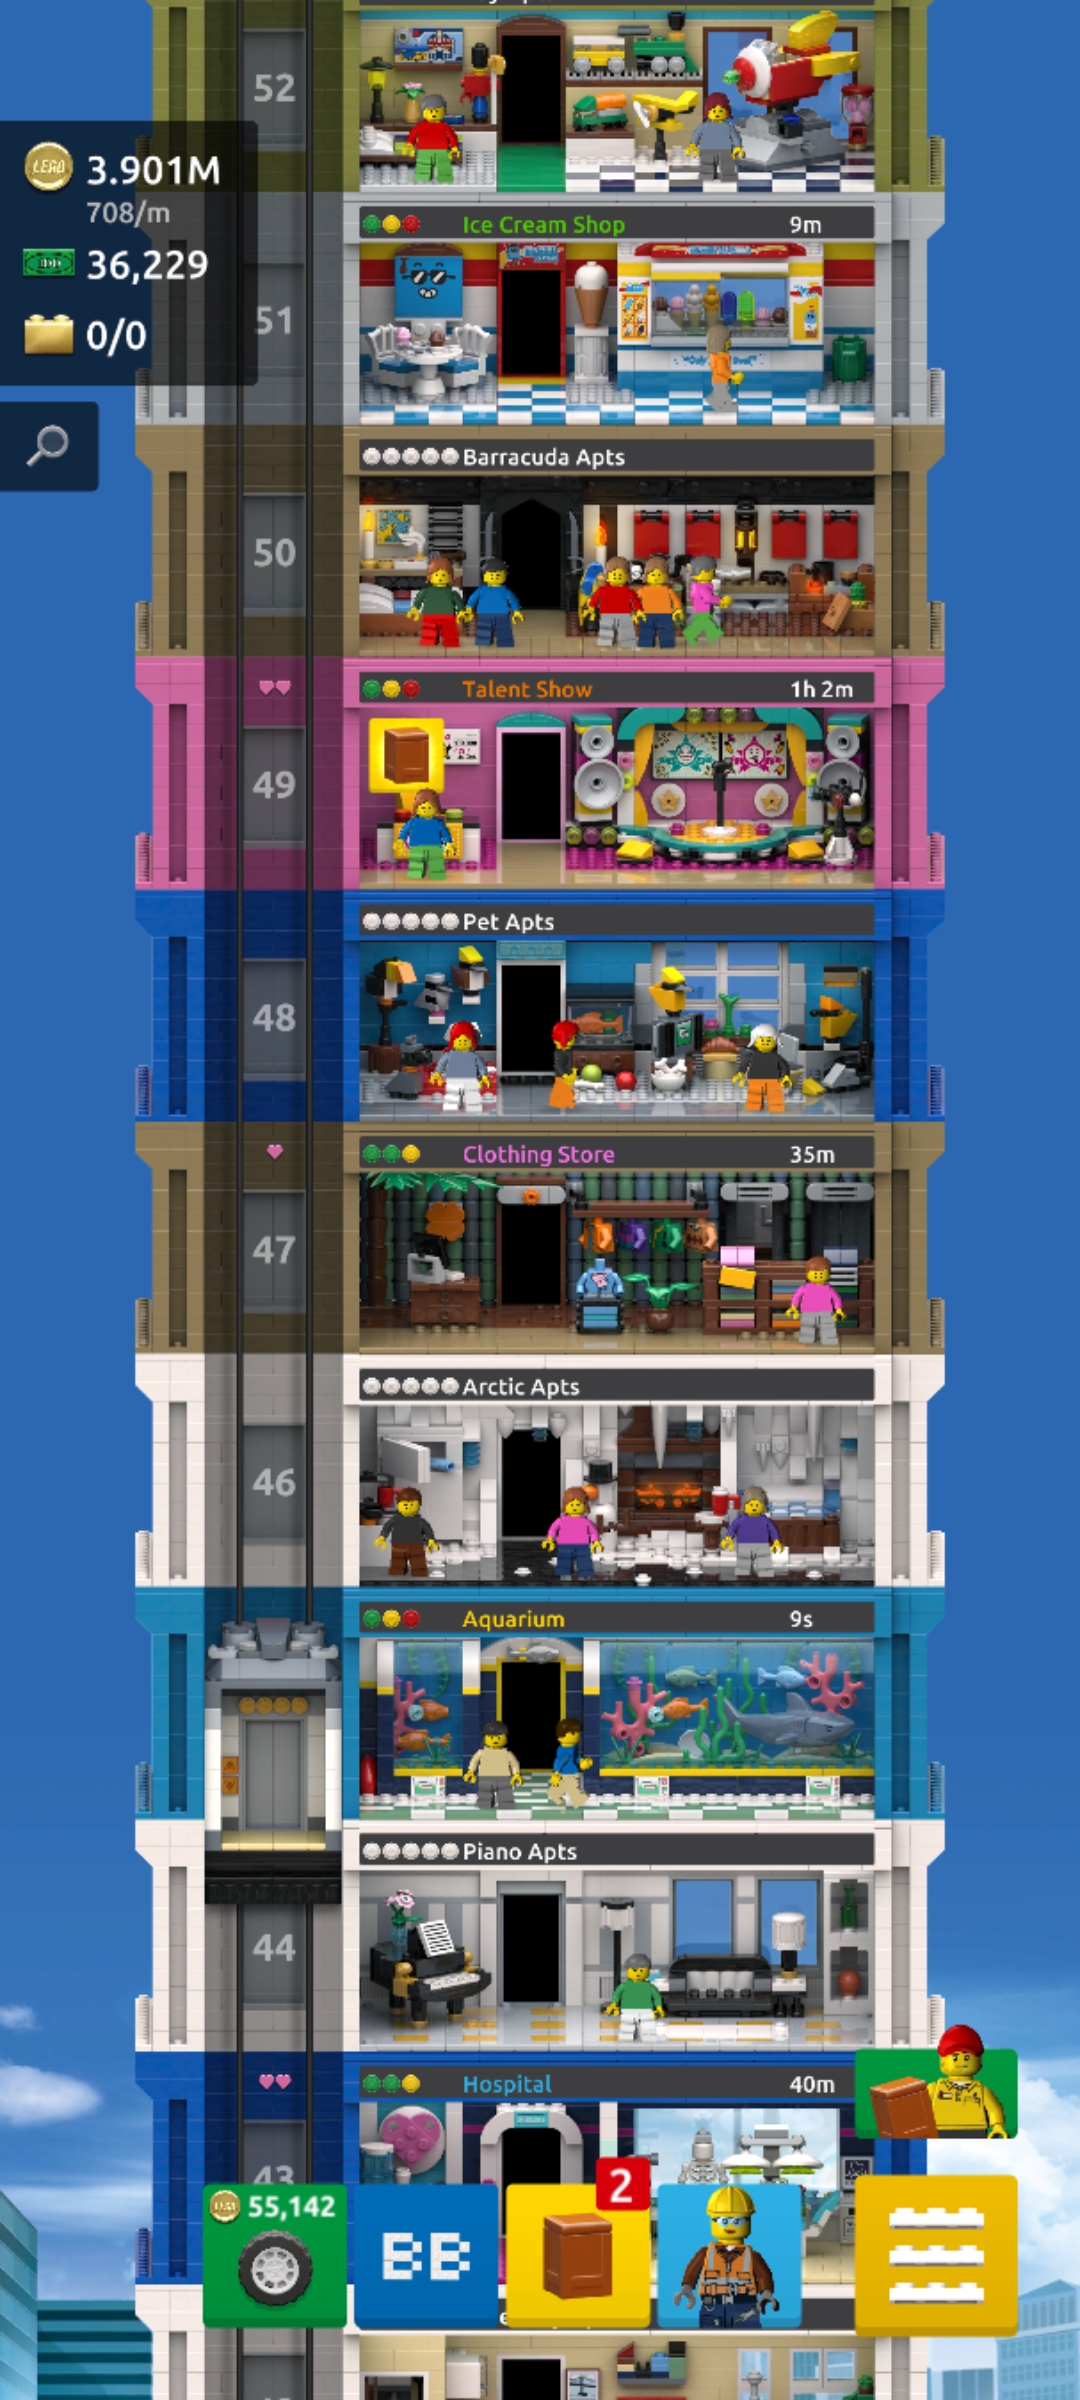 52
LEGO
3.901M
708/m
36,229
0/0
Ice Cream Shop 9m
51
Barracuda Apts
50
Talent Show 1h 2m
49
Pet Apts
48
Clothing Store 35m
47
Arctic Apts
46
Aquarium 9s
Piano Apts
44
Hospital 40m
43
55,142
BB
2